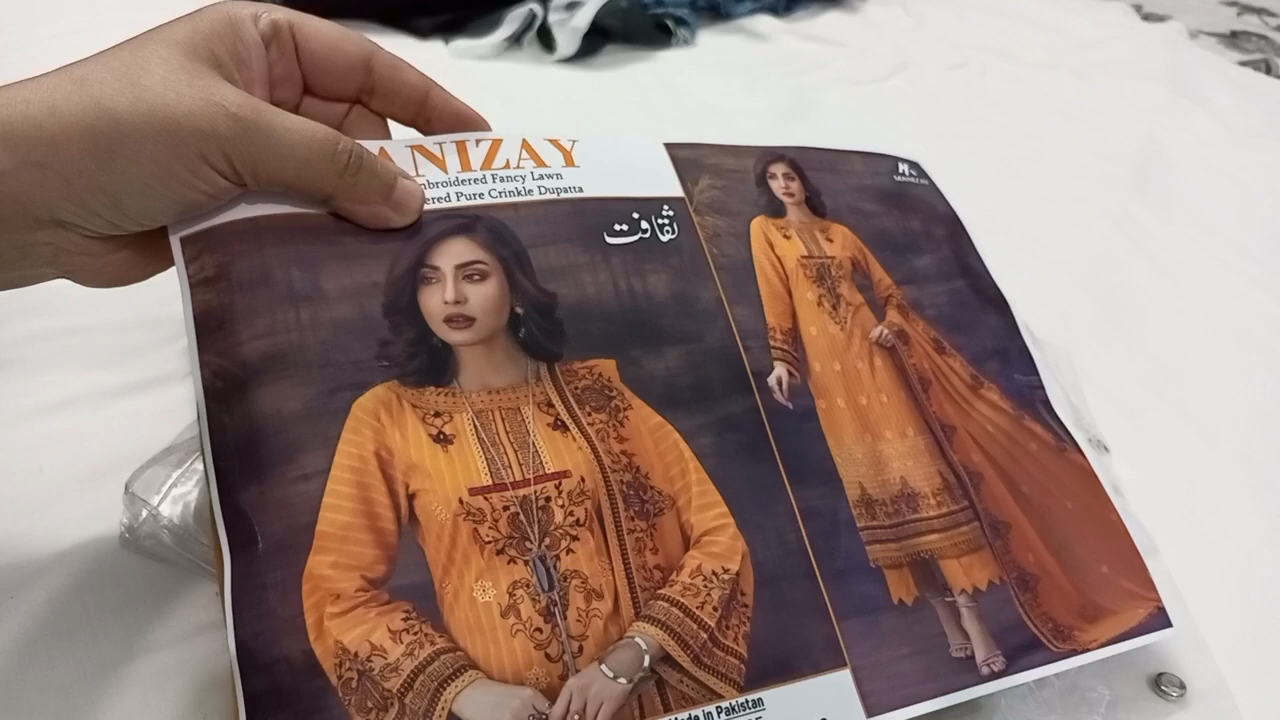 ANIZAY
mbroidered Fancy Lawn
ered Pure Crinkle Dupatta
ثقافت
Made in Pakistan